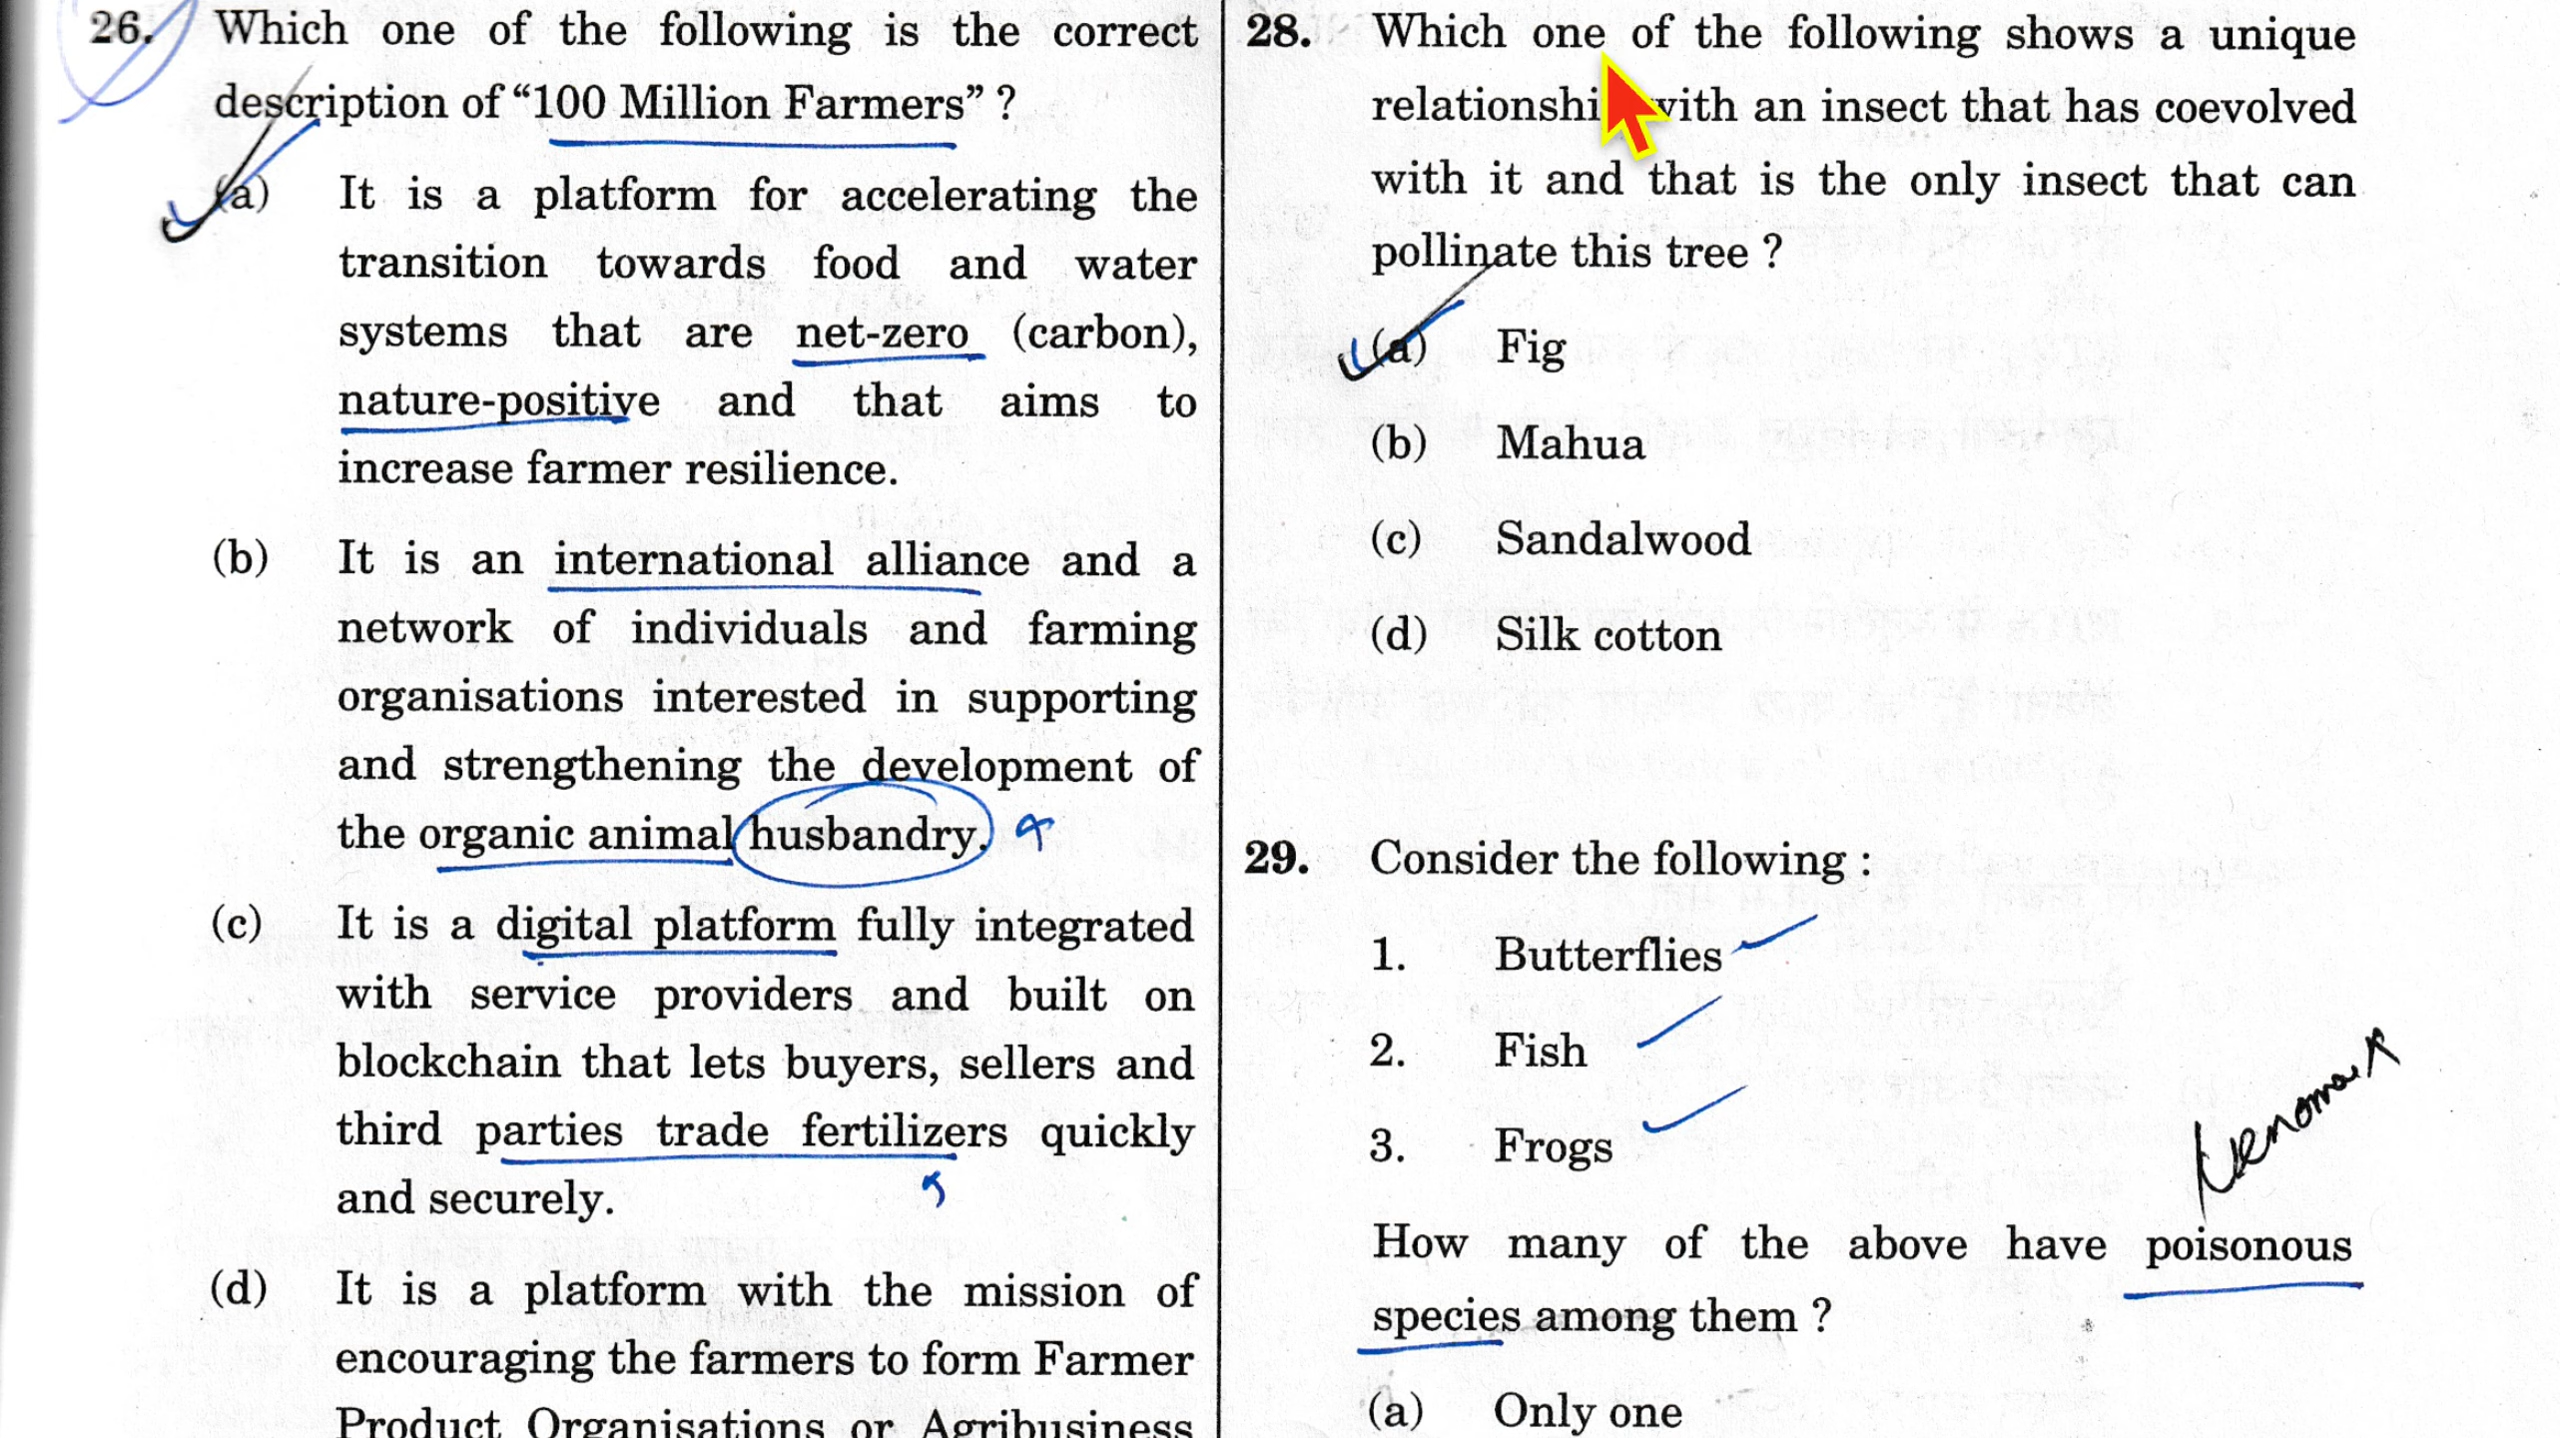 26. Which one of the following is the correct
description of “100 Million Farmers” ?
(a) It is a platform for accelerating the
transition towards food and water
systems that are net-zero (carbon),
nature-positive and that aims to
increase farmer resilience.
(b) It is an international alliance and a
network of individuals and farming
organisations interested in supporting
and strengthening the development of
the organic animal husbandry.
(c) It is a digital platform fully integrated
with service providers and built on
blockchain that lets buyers, sellers and
third parties trade fertilizers quickly
and securely.
(d) It is a platform with the mission of
encouraging the farmers to form Farmer
Product Organisations or Agribusiness
28. Which one of the following shows a unique
with an insect that has coevolved
with it and that is the only insect that can
pollinate this tree ?
(a) Fig
(b) Mahua
(c) Sandalwood
(d) Silk cotton
29. Consider the following :
1. Butterflies
2. Fish
3. Frogs
How many of the above have poisonous
species among them ?
(a) Only one